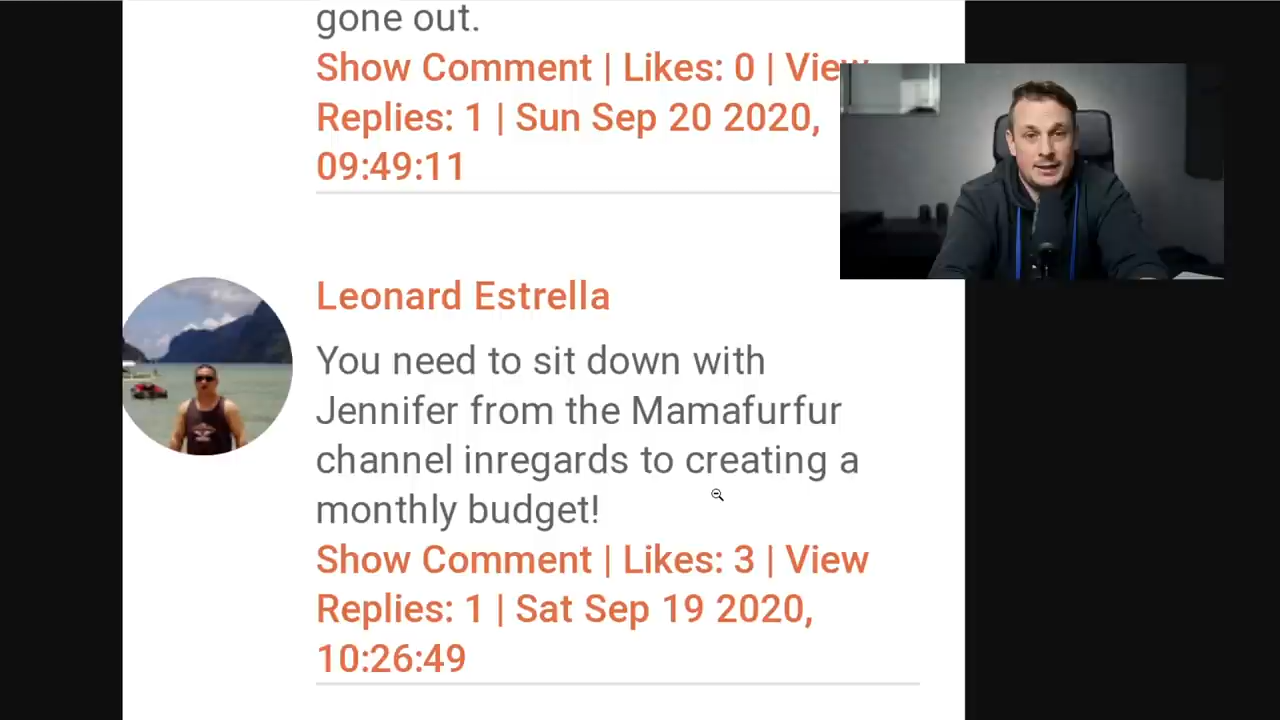 gone out.
Show Comment | Likes: 0 | View
Replies: 1 | Sun Sep 20 2020,
09:49:11
Leonard Estrella
You need to sit down with
Jennifer from the Mamafurfur
channel inregards to creating a
monthly budget!
Show Comment | Likes: 3 | View
Replies: 1 | Sat Sep 19 2020,
10:26:49